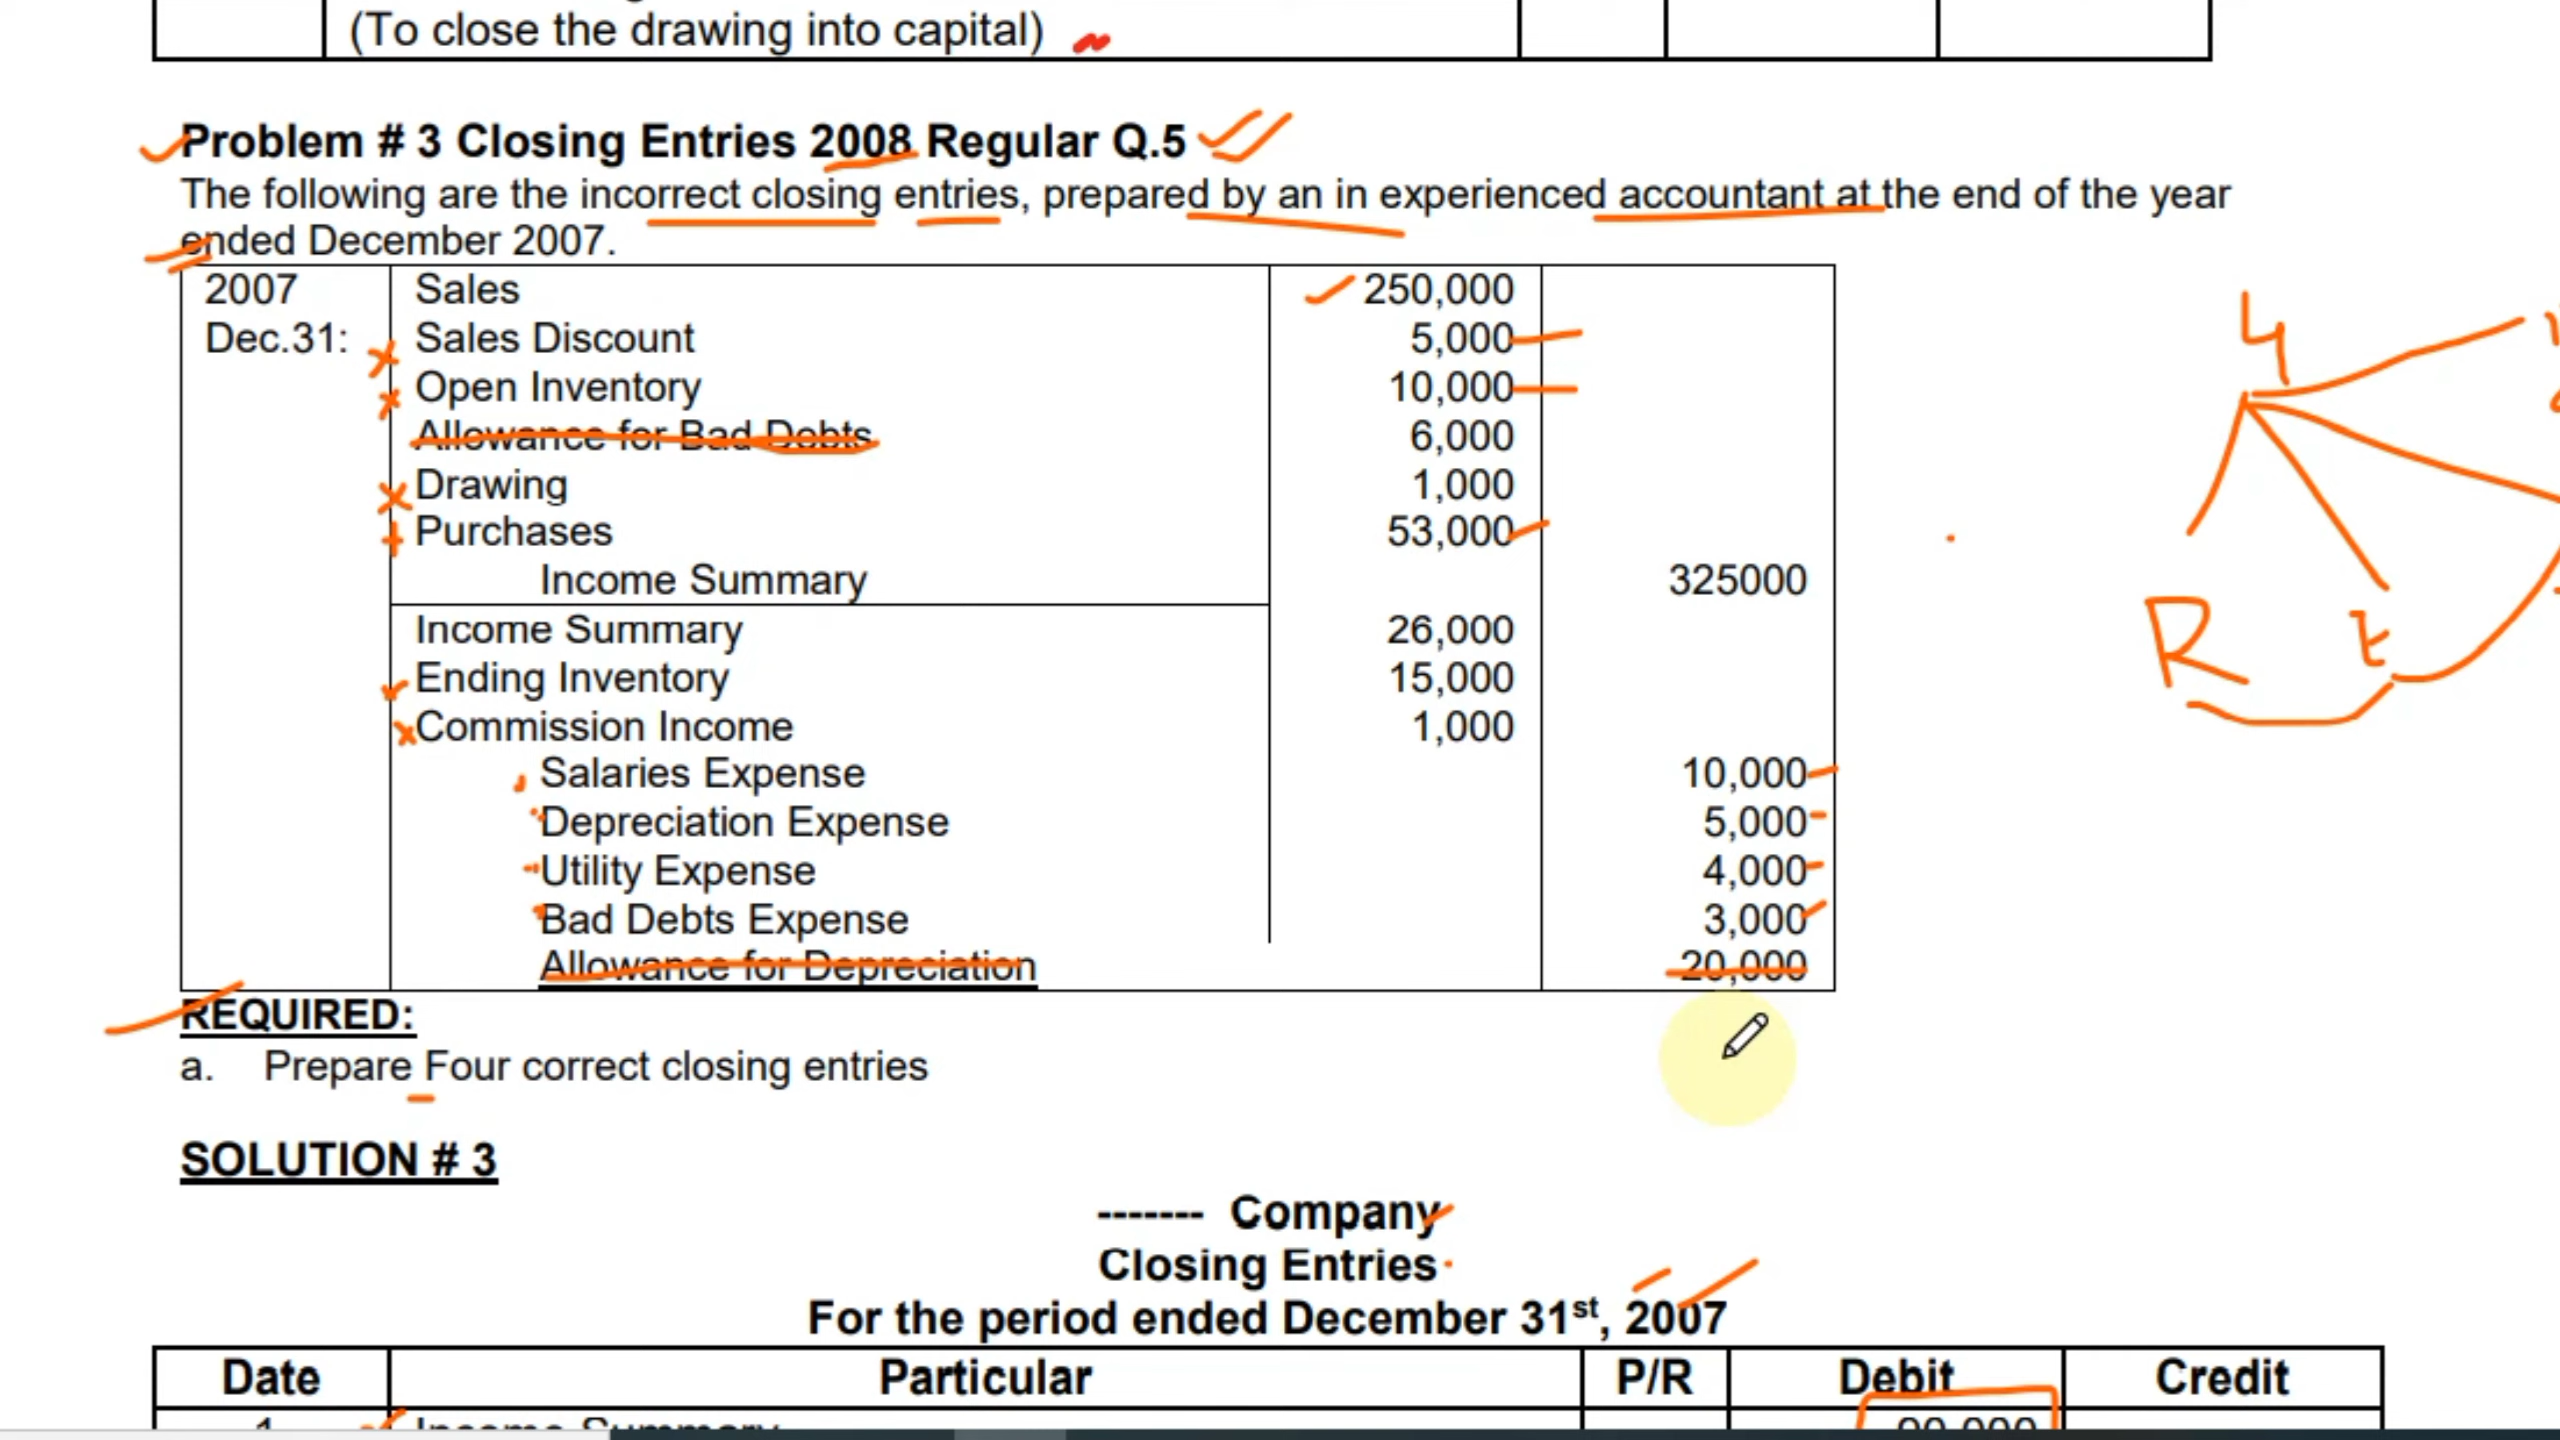 (To close the drawing into capital)
Problem # 3 Closing Entries 2008 Regular Q.5
The following are the incorrect closing entries, prepared by an in experienced accountant at the end of the year
ended December 2007.
2007 Sales 250,000
Dec.31: Sales Discount 5,000
Open Inventory 10,000
Allowance for Bad Debts 6,000
Drawing 1,000
Purchases 53,000
Income Summary 325000
Income Summary 26,000
Ending Inventory 15,000
Commission Income 1,000
Salaries Expense 10,000
Depreciation Expense 5,000
Utility Expense 4,000
Bad Debts Expense 3,000
Allowance for Depreciation 20,000
4
R E
REQUIRED:
a. Prepare Four correct closing entries
SOLUTION # 3
------- Company
Closing Entries
For the period ended December 31st, 2007
Date Particular P/R Debit Credit
1 Income Summary